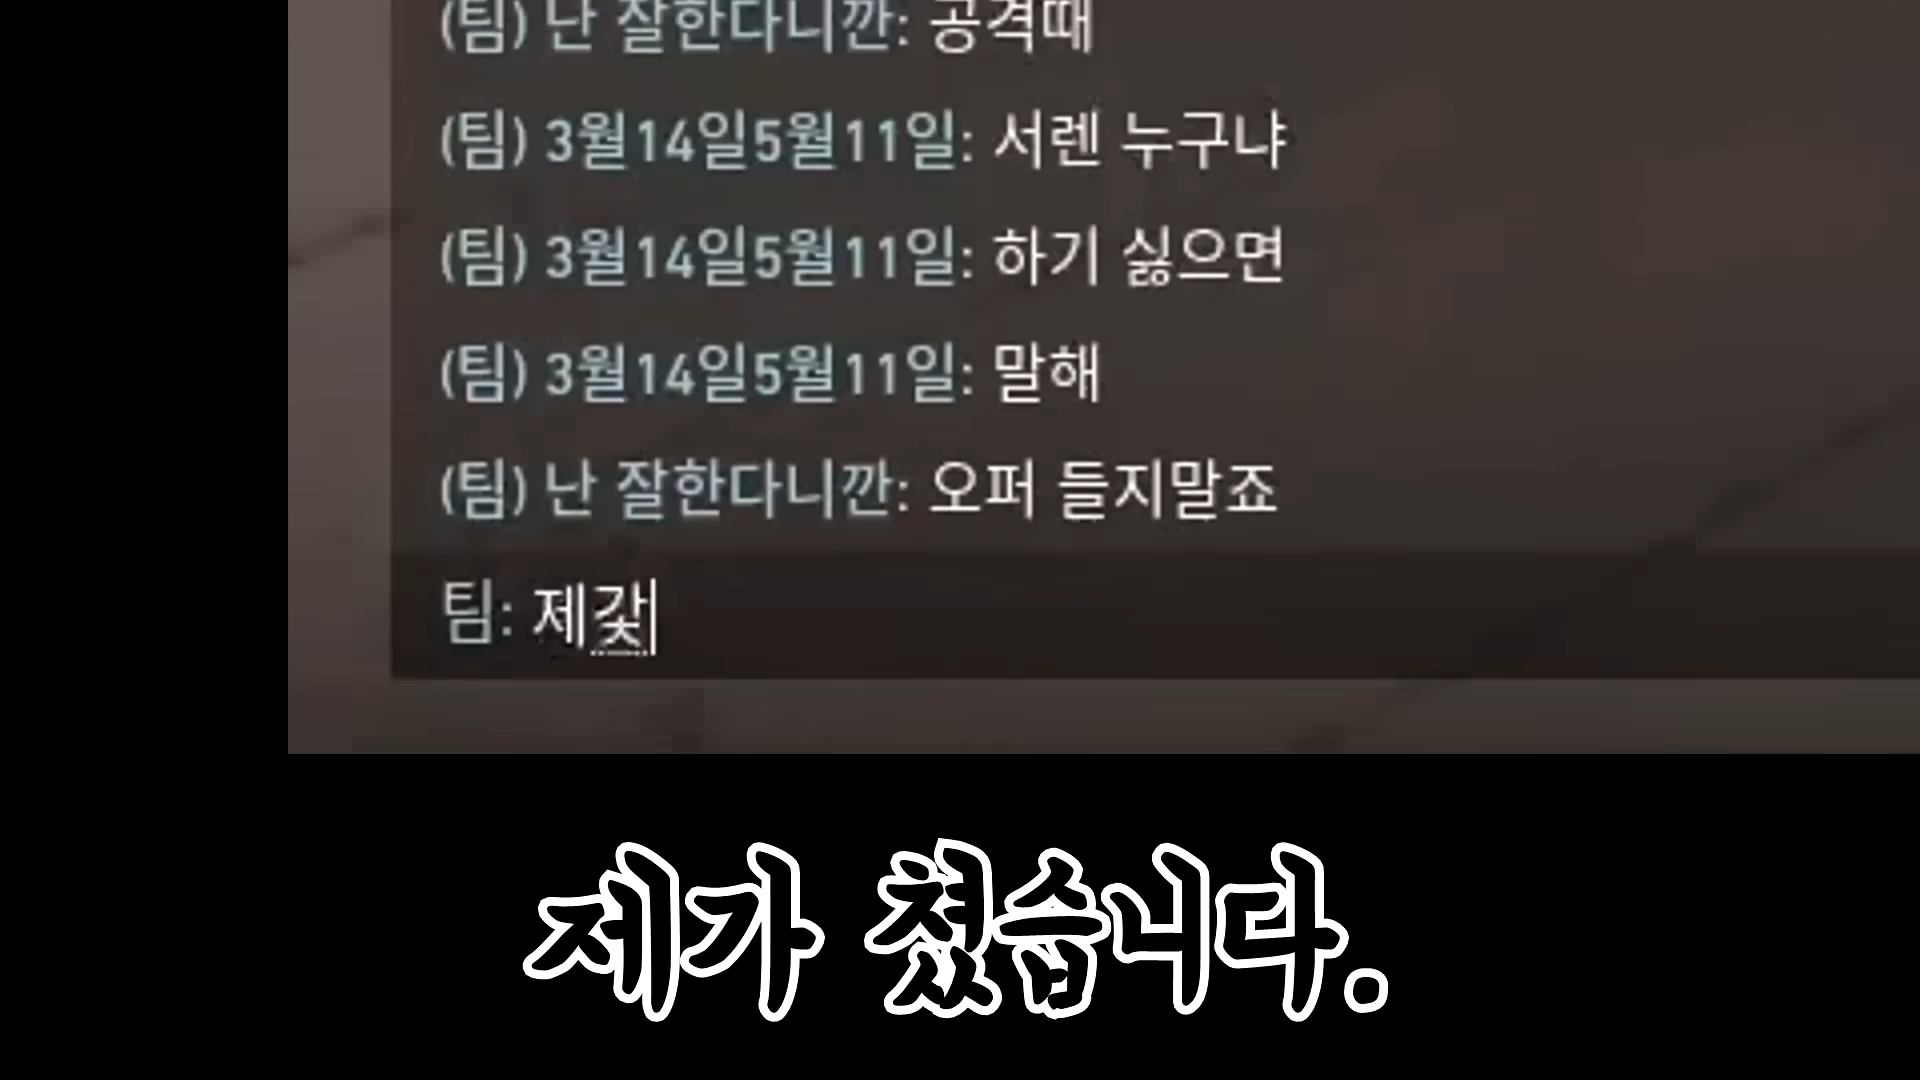 (팀) 난 잘한다니깐: 공격때
(팀) 3월14일5월11일: 서렌 누구냐
(팀) 3월14일5월11일: 하기 싫으면
(팀) 3월14일5월11일: 말해
(팀) 난 잘한다니깐: 오퍼 들지말죠
팀: 제갗
제가 쳤습니다.